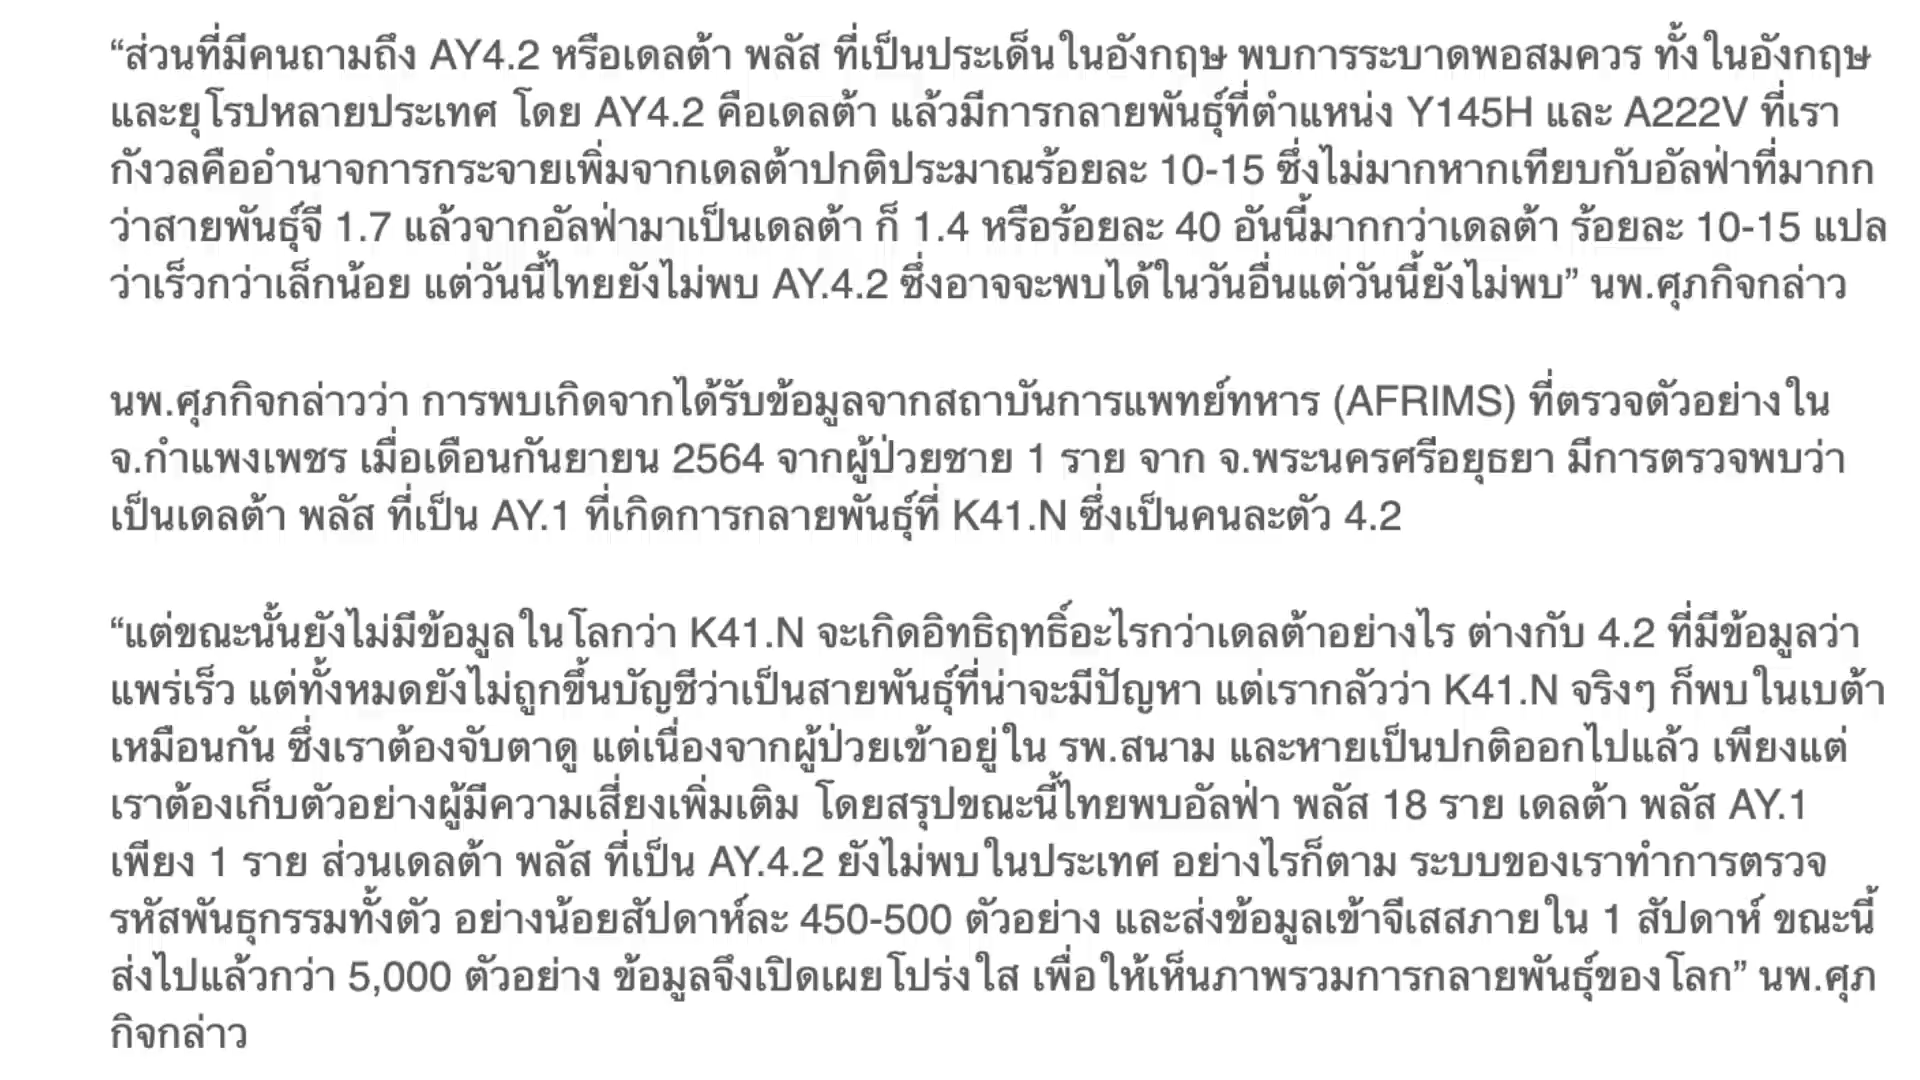 “ส่วนที่มีคนถามถึง AY4.2 หรือเดลต้า พลัส ที่เป็นประเด็นในอังกฤษ พบการระบาดพอสมควร ทั้งในอังกฤษ
และยุโรปหลายประเทศ โดย AY4.2 คือเดลต้า แล้วมีการกลายพันธุ์ที่ตำแหน่ง Y145H และ A222V ที่เรา
กังวลคืออำนาจการกระจายเพิ่มจากเดลต้าปกติประมาณร้อยละ 10-15 ซึ่งไม่มากหากเทียบกับอัลฟ่าที่มากก
ว่าสายพันธุ์จี 1.7 แล้วจากอัลฟ่ามาเป็นเดลต้า ก็ 1.4 หรือร้อยละ 40 อันนี้มากกว่าเดลต้า ร้อยละ 10-15 แปล
ว่าเร็วกว่าเล็กน้อย แต่วันนี้ไทยยังไม่พบ AY.4.2 ซึ่งอาจจะพบได้ในวันอื่นแต่วันนี้ยังไม่พบ” นพ.ศุภกิจกล่าว
นพ.ศุภกิจกล่าวว่า การพบเกิดจากได้รับข้อมูลจากสถาบันการแพทย์ทหาร (AFRIMS) ที่ตรวจตัวอย่างใน
จ.กำแพงเพชร เมื่อเดือนกันยายน 2564 จากผู้ป่วยชาย 1 ราย จาก จ.พระนครศรีอยุธยา มีการตรวจพบว่า
เป็นเดลต้า พลัส ที่เป็น AY.1 ที่เกิดการกลายพันธุ์ที่ K41.N ซึ่งเป็นคนละตัว 4.2
“แต่ขณะนั้นยังไม่มีข้อมูลในโลกว่า K41.N จะเกิดอิทธิฤทธิ์อะไรกว่าเดลต้าอย่างไร ต่างกับ 4.2 ที่มีข้อมูลว่า
แพร่เร็ว แต่ทั้งหมดยังไม่ถูกขึ้นบัญชีว่าเป็นสายพันธุ์ที่น่าจะมีปัญหา แต่เรากลัวว่า K41.N จริงๆ ก็พบในเบต้า
เหมือนกัน ซึ่งเราต้องจับตาดู แต่เนื่องจากผู้ป่วยเข้าอยู่ใน รพ.สนาม และหายเป็นปกติออกไปแล้ว เพียงแต่
เราต้องเก็บตัวอย่างผู้มีความเสี่ยงเพิ่มเติม โดยสรุปขณะนี้ไทยพบอัลฟ่า พลัส 18 ราย เดลต้า พลัส AY.1
เพียง 1 ราย ส่วนเดลต้า พลัส ที่เป็น AY.4.2 ยังไม่พบในประเทศ อย่างไรก็ตาม ระบบของเราทำการตรวจ
รหัสพันธุกรรมทั้งตัว อย่างน้อยสัปดาห์ละ 450-500 ตัวอย่าง และส่งข้อมูลเข้าจีเสสภายใน 1 สัปดาห์ ขณะนี้
ส่งไปแล้วกว่า 5,000 ตัวอย่าง ข้อมูลจึงเปิดเผยโปร่งใส เพื่อให้เห็นภาพรวมการกลายพันธุ์ของโลก” นพ.ศุภ
กิจกล่าว